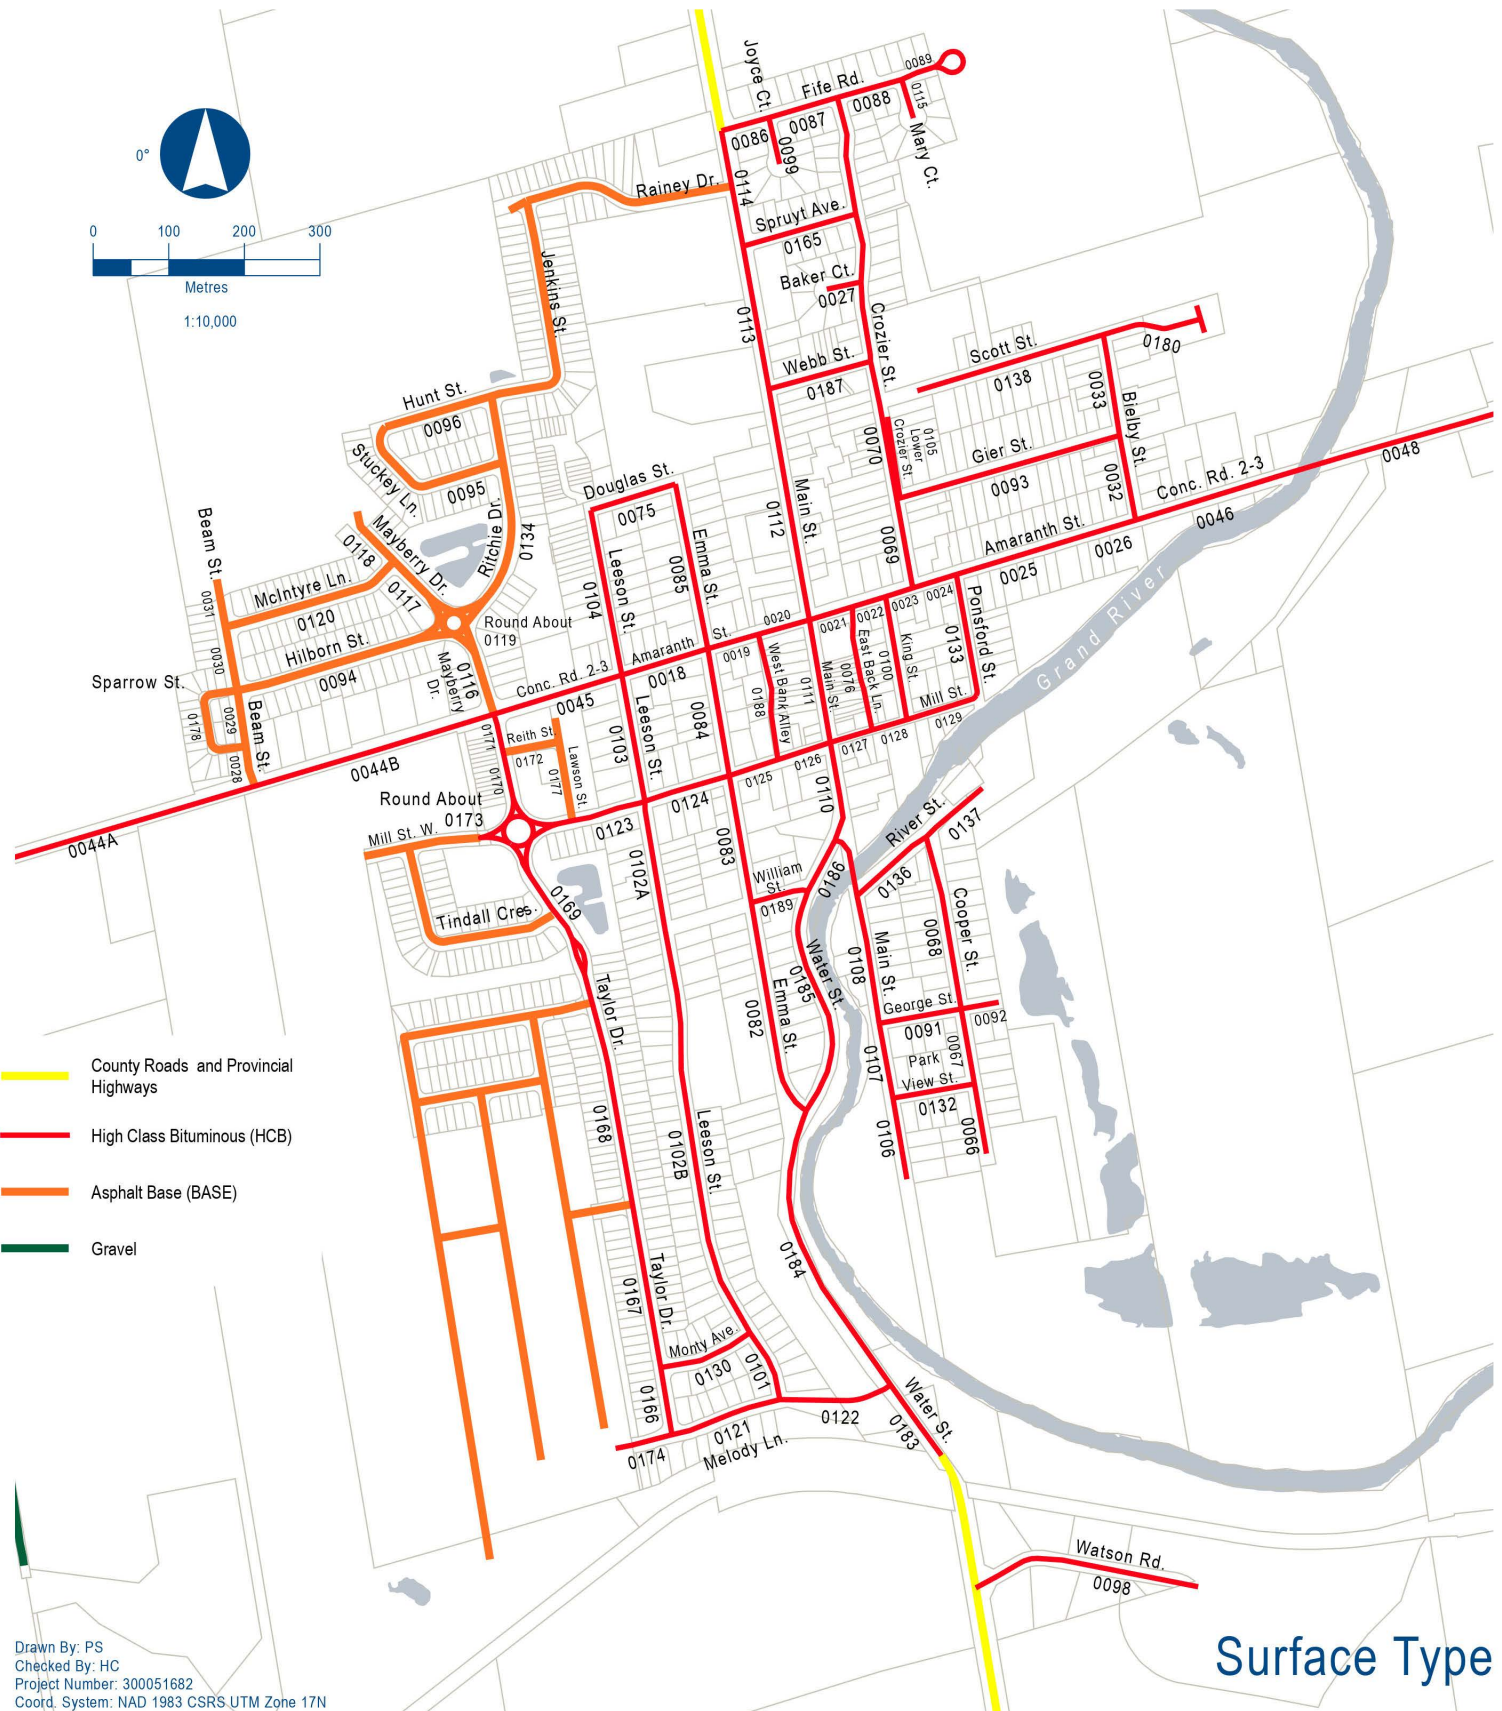 Joyce Ct.
Fife Rd.
0089
0088
0115
0087
0086
0099
Mary Ct.
0°
Rainey Dr.
0114
Spruyt Ave.
0165
0 100 200 300
Metres
1:10,000
Jenkins St.
Baker Ct.
0027
0113
Crozier St.
Webb St.
0187
Scott St.
0138
0180
0033
Bielby St.
Hunt St.
0096
Stuckey Ln.
0095
0070
Crozier St.
Lower
0105
Gier St.
0093
0032
Conc. Rd. 2-3
0048
0046
Douglas St.
0075
Main St.
0112
Emma St.
0085
Leeson St.
0104
0069
Amaranth St.
0026
0025
Beam St.
Mayberry Dr.
0118
Ritchie Dr.
0134
McIntyre Ln.
0117
0031
0120
Round About
0119
Hilborn St.
0094
0030
Sparrow St.
0178
0029
Beam St.
0028
0116
Mayberry
Dr.
Conc. Rd. 2-3
0045
Amaranth
St.
0018
0019
0020
0021
0022
0023
0024
Ponsford St.
0133
Grand River
King St.
0100
East Back Ln.
0076
Main St.
0111
West Bank Alley
0188
Mill St.
0129
0128
0127
0126
0125
0084
Leeson St.
0103
0171
Reith St.
0172
0170
0177
Lawson St.
0044B
0044A
Round About
0173
Mill St. W.
0123
0124
0110
River St.
0137
0136
0083
0102A
William
St.
0189
0186
Tindall Cres.
0169
Cooper St.
0068
Main St.
0108
Water St.
0185
Emma St.
0082
Taylor Dr.
George St.
0091
0092
0067
Park
View St.
0132
0107
0106
0066
0168
Leeson St.
0102B
0184
Taylor Dr.
0167
Monty Ave.
0130
0101
0166
0174
0121
Melody Ln.
0122
Water St.
0183
Watson Rd.
0098
County Roads and Provincial
Highways
High Class Bituminous (HCB)
Asphalt Base (BASE)
Gravel
Drawn By: PS
Checked By: HC
Project Number: 300051682
Coord. System: NAD 1983 CSRS UTM Zone 17N
Surface Type